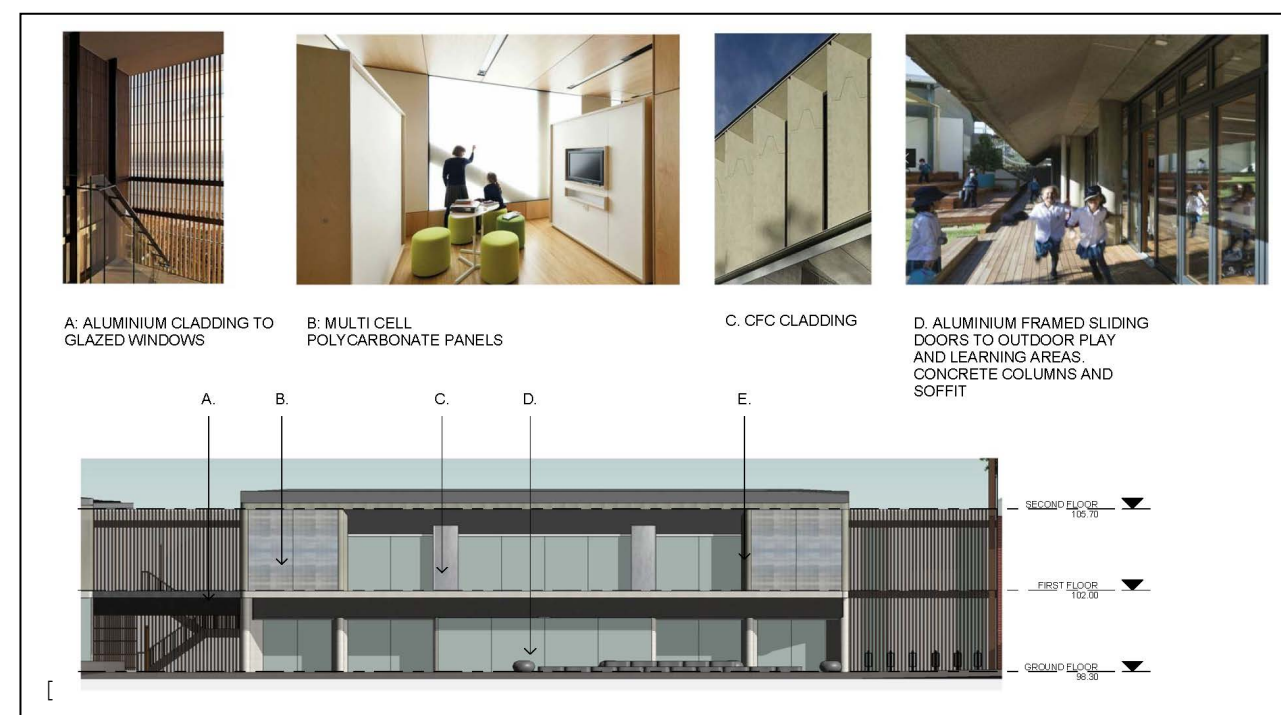 A: ALUMINIUM CLADDING TO
GLAZED WINDOWS
B: MULTI CELL
POLYCARBONATE PANELS
C. CFC CLADDING
D. ALUMINIUM FRAMED SLIDING
DOORS TO OUTDOOR PLAY
AND LEARNING AREAS.
CONCRETE COLUMNS AND
SOFFIT
A.
B.
C.
D.
E.
SECOND FLOOR
105.70
FIRST FLOOR
102.00
GROUND FLOOR
98.30
[